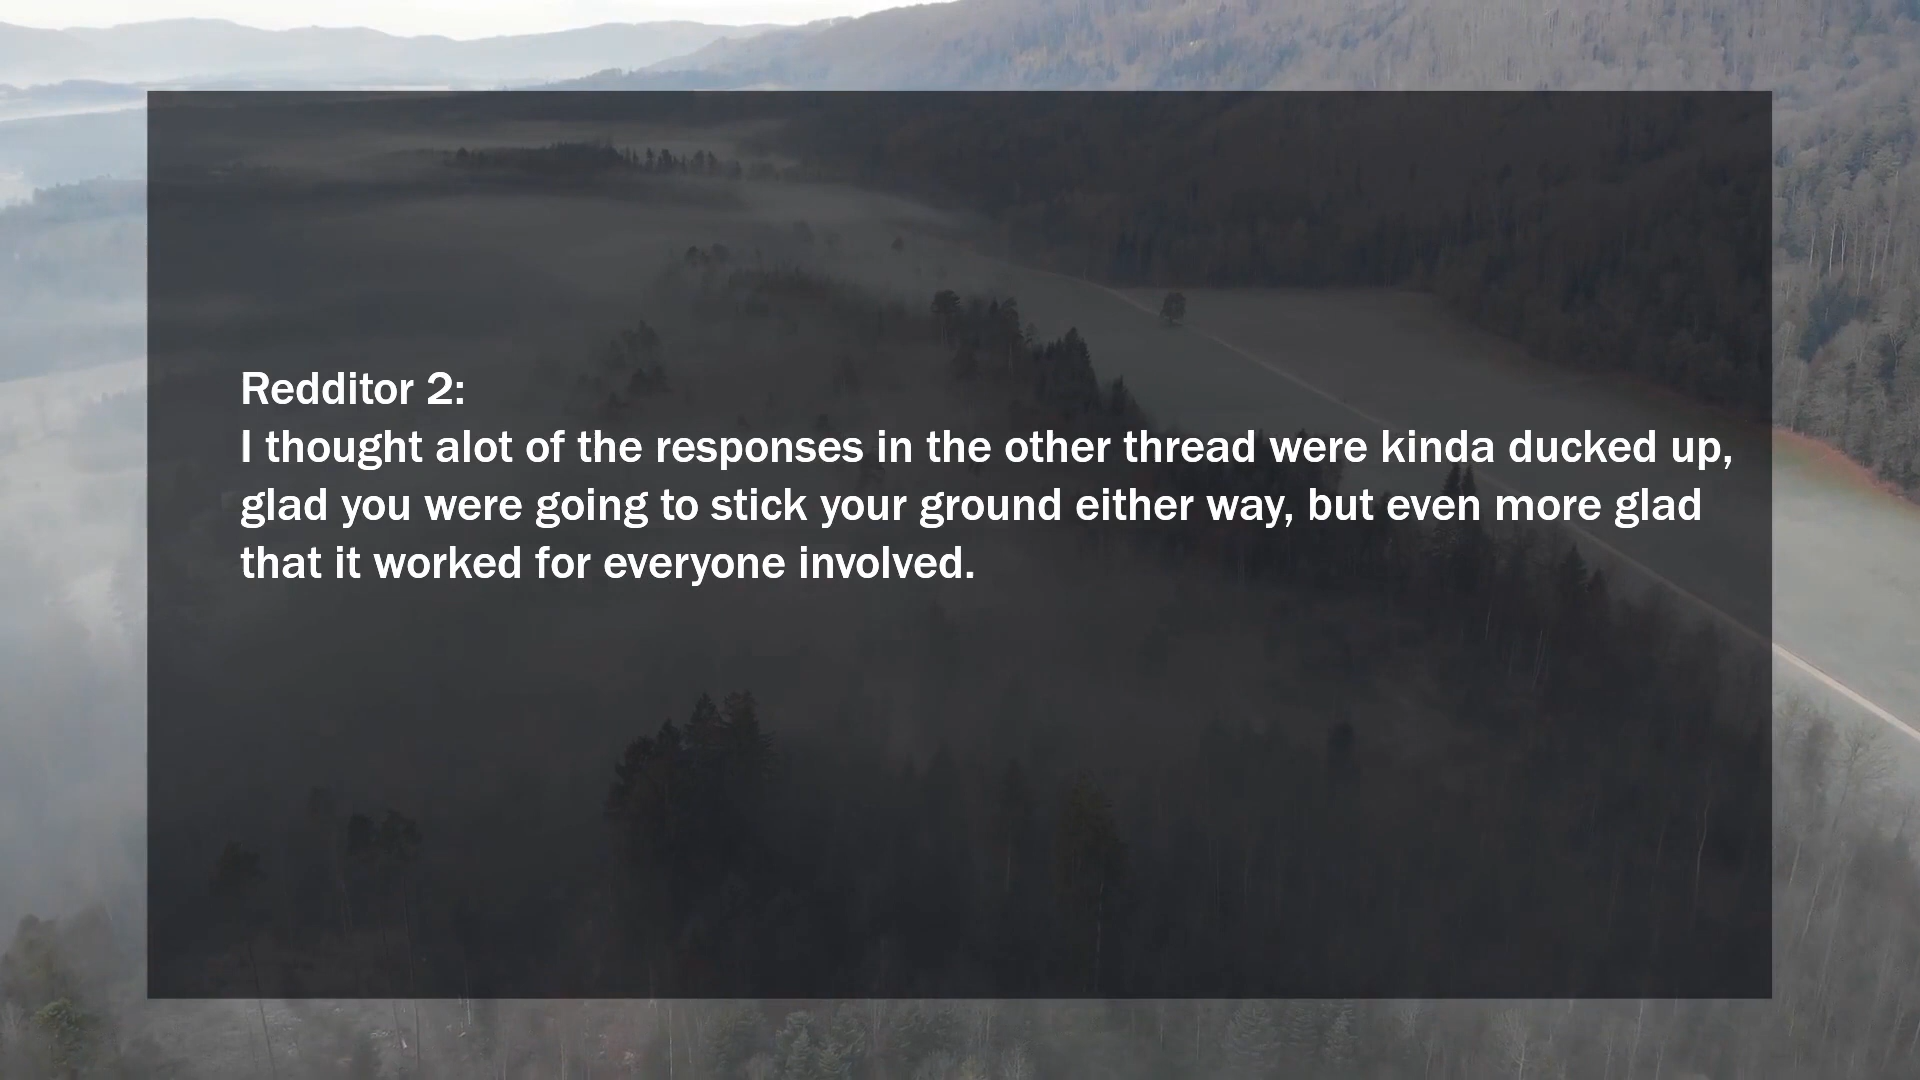 Redditor 2:
I thought alot of the responses in the other thread were kinda ducked up,
glad you were going to stick your ground either way, but even more glad
that it worked for everyone involved.